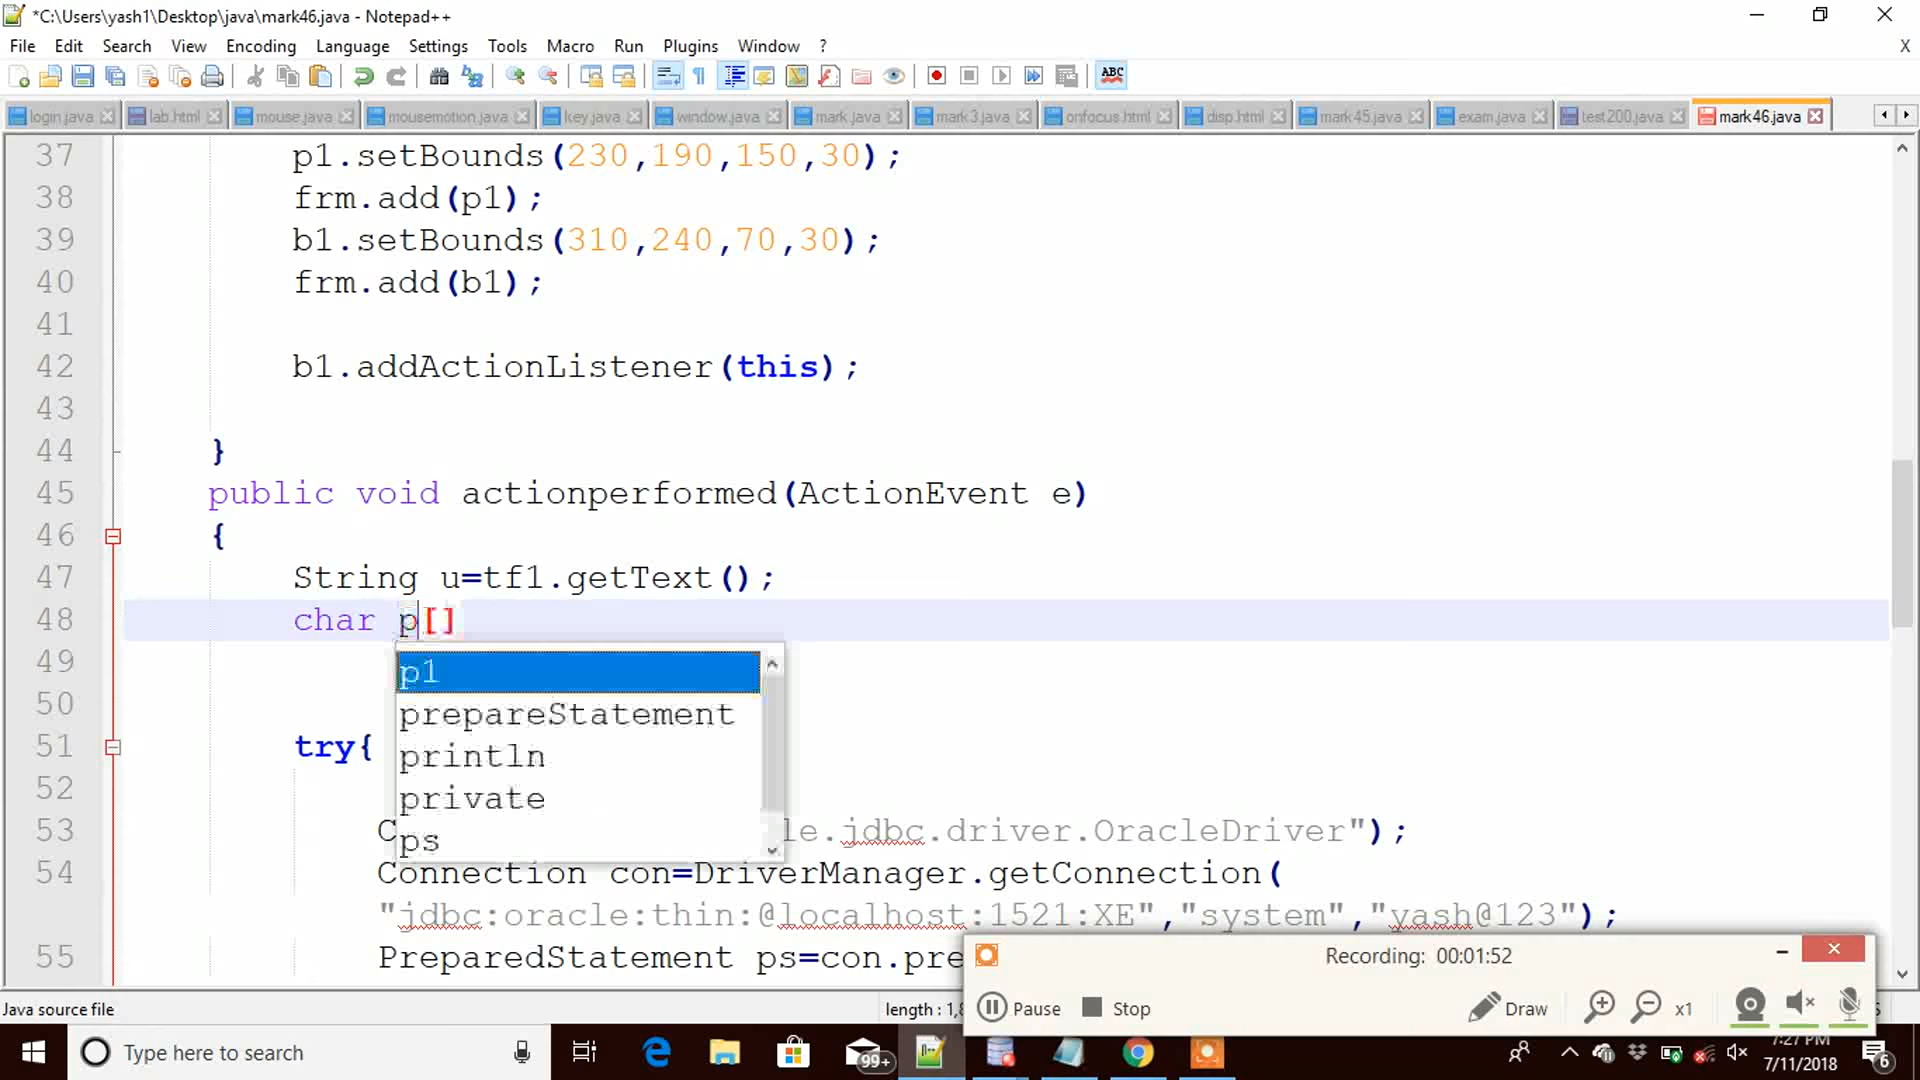 *C:\Users\yash1\Desktop\java\mark46.java - Notepad++
File Edit Search View Encoding Language Settings Tools Macro Run Plugins Window ? X
ABC
login.java lab.html mouse.java mousemotion.java key.java window.java mark.java mark3.java onfocus.html disp.html mark45.java exam.java test200.java mark46.java
37 p1.setBounds(230,190,150,30);
38 frm.add(p1);
39 b1.setBounds(310,240,70,30);
40 frm.add(b1);
41
42 b1.addActionListener(this);
43
44 }
45 public void actionperformed(ActionEvent e)
46 {
47 String u=tf1.getText();
48 char p[]
49 p1
50 prepareStatement
51 try{ println
52 private
53 C ps le.jdbc.driver.OracleDriver");
54 Connection con=DriverManager.getConnection(
"jdbc:oracle:thin:@localhost:1521:XE","system","yash@123");
55 PreparedStatement ps=con.pre
Recording: 00:01:52
Pause Stop Draw x1
Java source file length : 1,8
Type here to search
99+
7:27 PM
7/11/2018
6